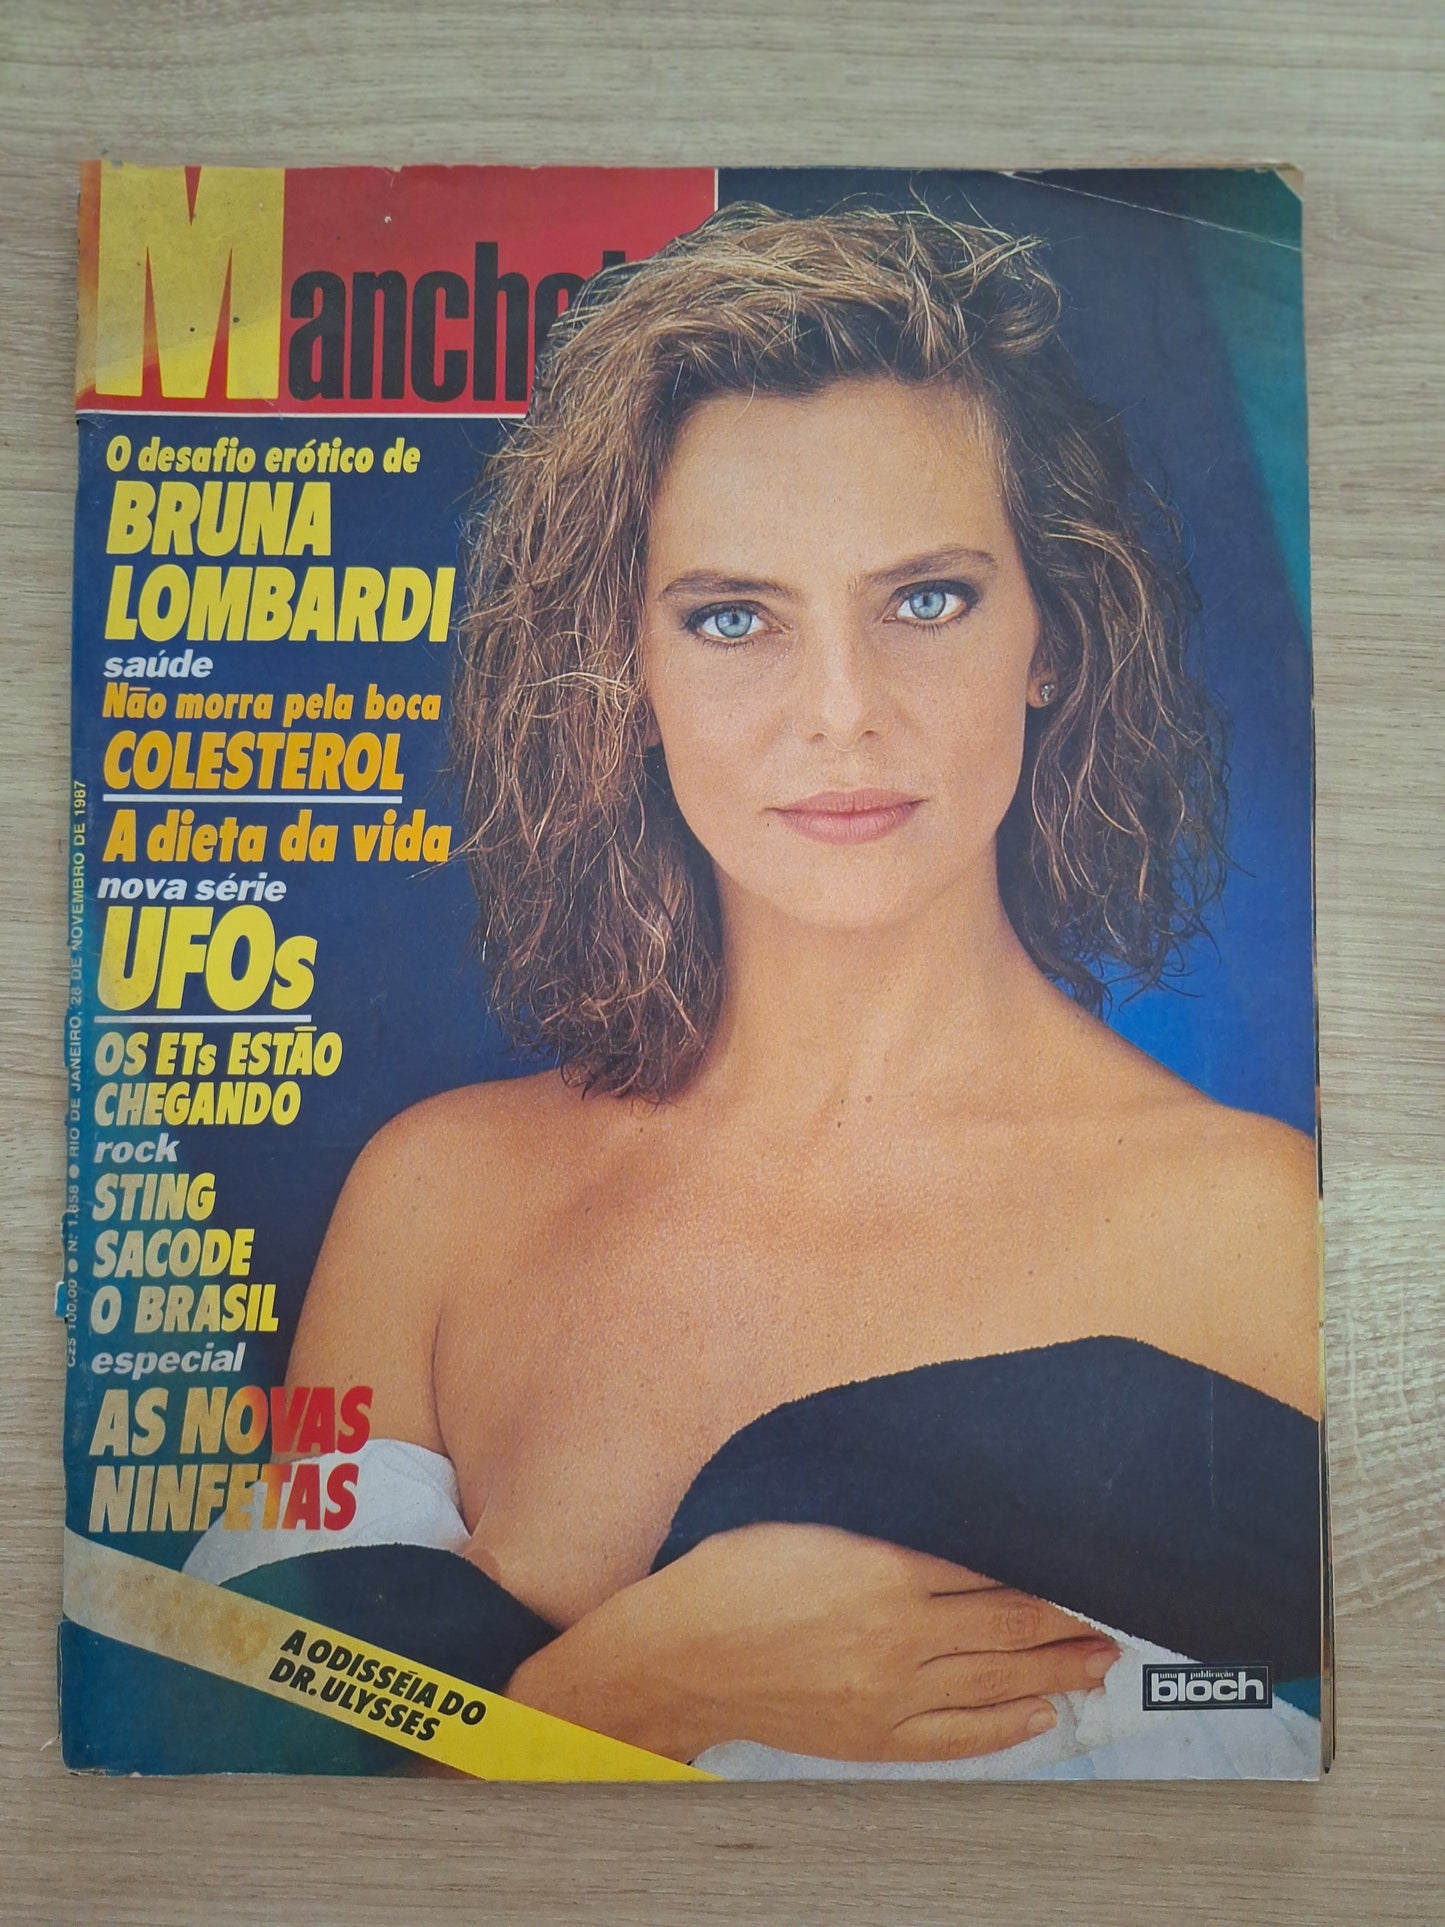 Manchet
O desafio erótico de
BRUNA
LOMBARDI
saúde
Não morra pela boca
COLESTEROL
A dieta da vida
nova série
UFOs
OS ETs ESTÃO
CHEGANDO
rock
STING
SACODE
O BRASIL
especial
AS NOVAS
NINFETAS
A ODISSÉIA DO
DR. ULYSSES
Cz$ 100,00 ● Nº 1.858 ● RIO DE JANEIRO, 28 DE NOVEMBRO DE 1987
uma publicação
bloch